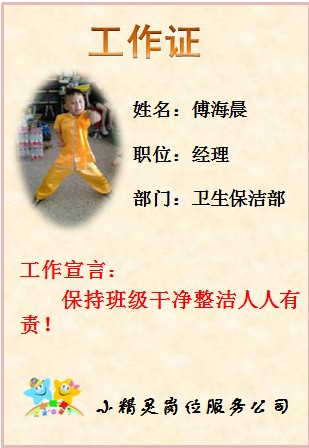 工作证
姓名：傅海晨
职位：经理
部门：卫生保洁部
工作宣言：
保持班级干净整洁人人有
责！
小精灵岗位服务公司